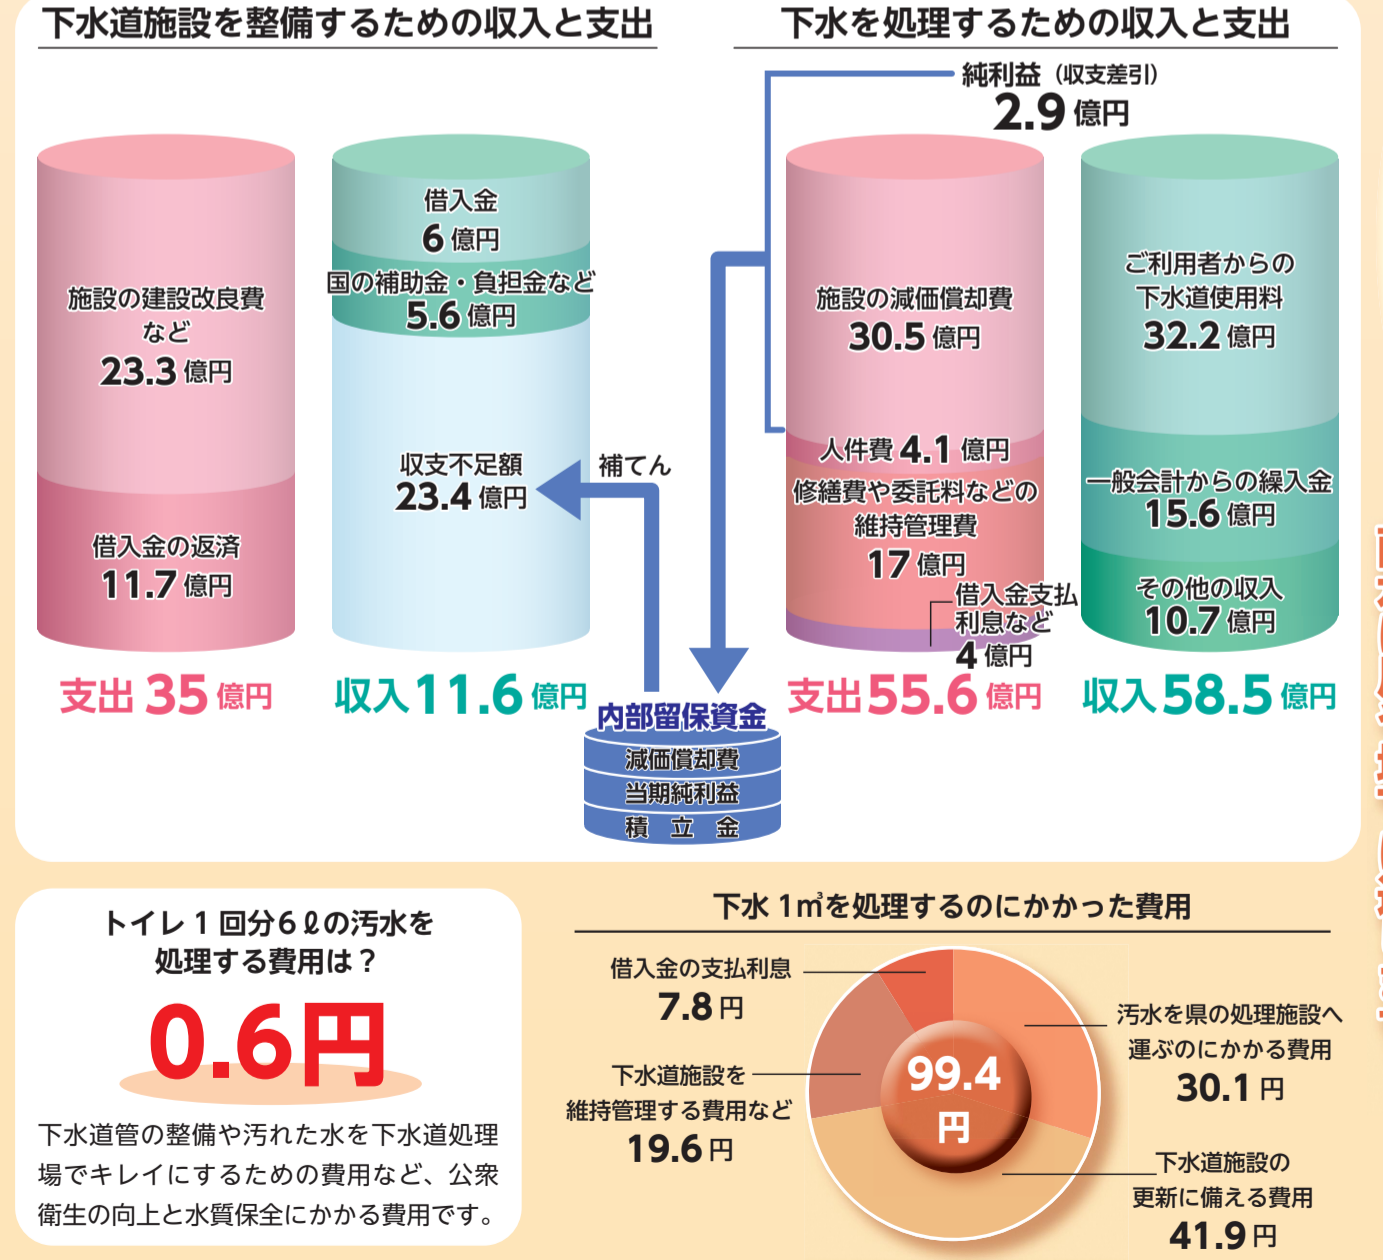 下水道施設を整備するための収入と支出
施設の建設改良費
など
23.3億円
借入金の返済
11.7億円
支出 35億円
借入金
6億円
国の補助金・負担金など
5.6億円
収支不足額
23.4億円
収入11.6億円
補てん
内部留保資金
減価償却費
当期純利益
積 立 金
下水を処理するための収入と支出
純利益（収支差引）
2.9億円
施設の減価償却費
30.5億円
人件費 4.1億円
修繕費や委託料などの
維持管理費
17億円
借入金支払
利息など
4億円
支出55.6億円
ご利用者からの
下水道使用料
32.2億円
一般会計からの繰入金
15.6億円
その他の収入
10.7億円
収入58.5億円
トイレ1回分6ℓの汚水を
処理する費用は？
0.6円
下水道管の整備や汚れた水を下水道処理
場でキレイにするための費用など、公衆
衛生の向上と水質保全にかかる費用です。
下水1㎥を処理するのにかかった費用
借入金の支払利息
7.8円
下水道施設を
維持管理する費用など
19.6円
99.4
円
汚水を県の処理施設へ
運ぶのにかかる費用
30.1円
下水道施設の
更新に備える費用
41.9円